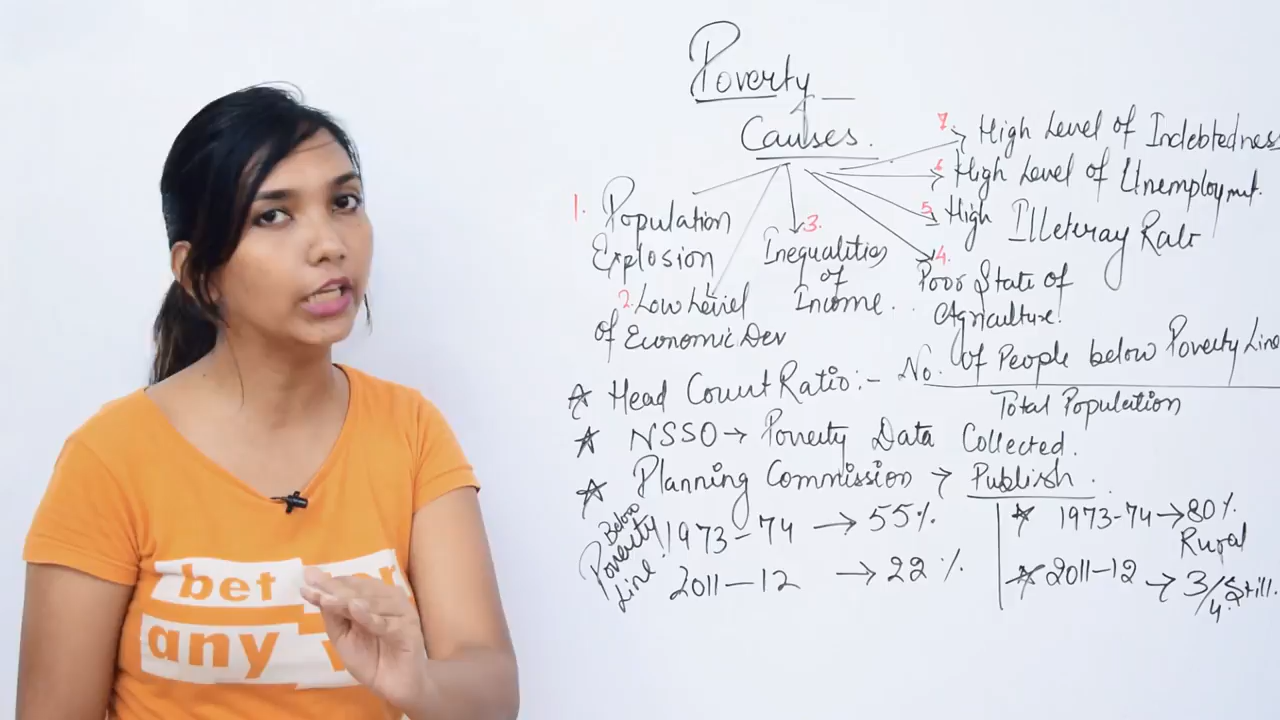 Poverty
Causes.
1. Population
Explosion
2. Low Level
of Economic Dev
3.
Inequalities
of
Income.
7. High Level of Indebtedness
6 High Level of Unemployment.
5 High Illeteray Rate
4.
Poor State of
Agriculture.
Head Count Ratio:- No. of People below Poverty Line
Total Population
NSSO → Poverty Data Collected.
Planning Commission → Publish.
Below
Poverty
Line
1973-74 → 55%
2011-12 → 22%
1973-74 → 80%
Rural
2011-12 → 3/4 Still.
bet
any